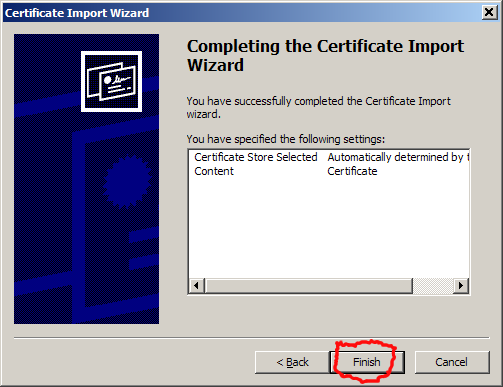 Certificate Import Wizard
Completing the Certificate Import
Wizard
You have successfully completed the Certificate Import
wizard.
You have specified the following settings:
Certificate Store Selected Automatically determined by t
Content Certificate
< Back Finish Cancel